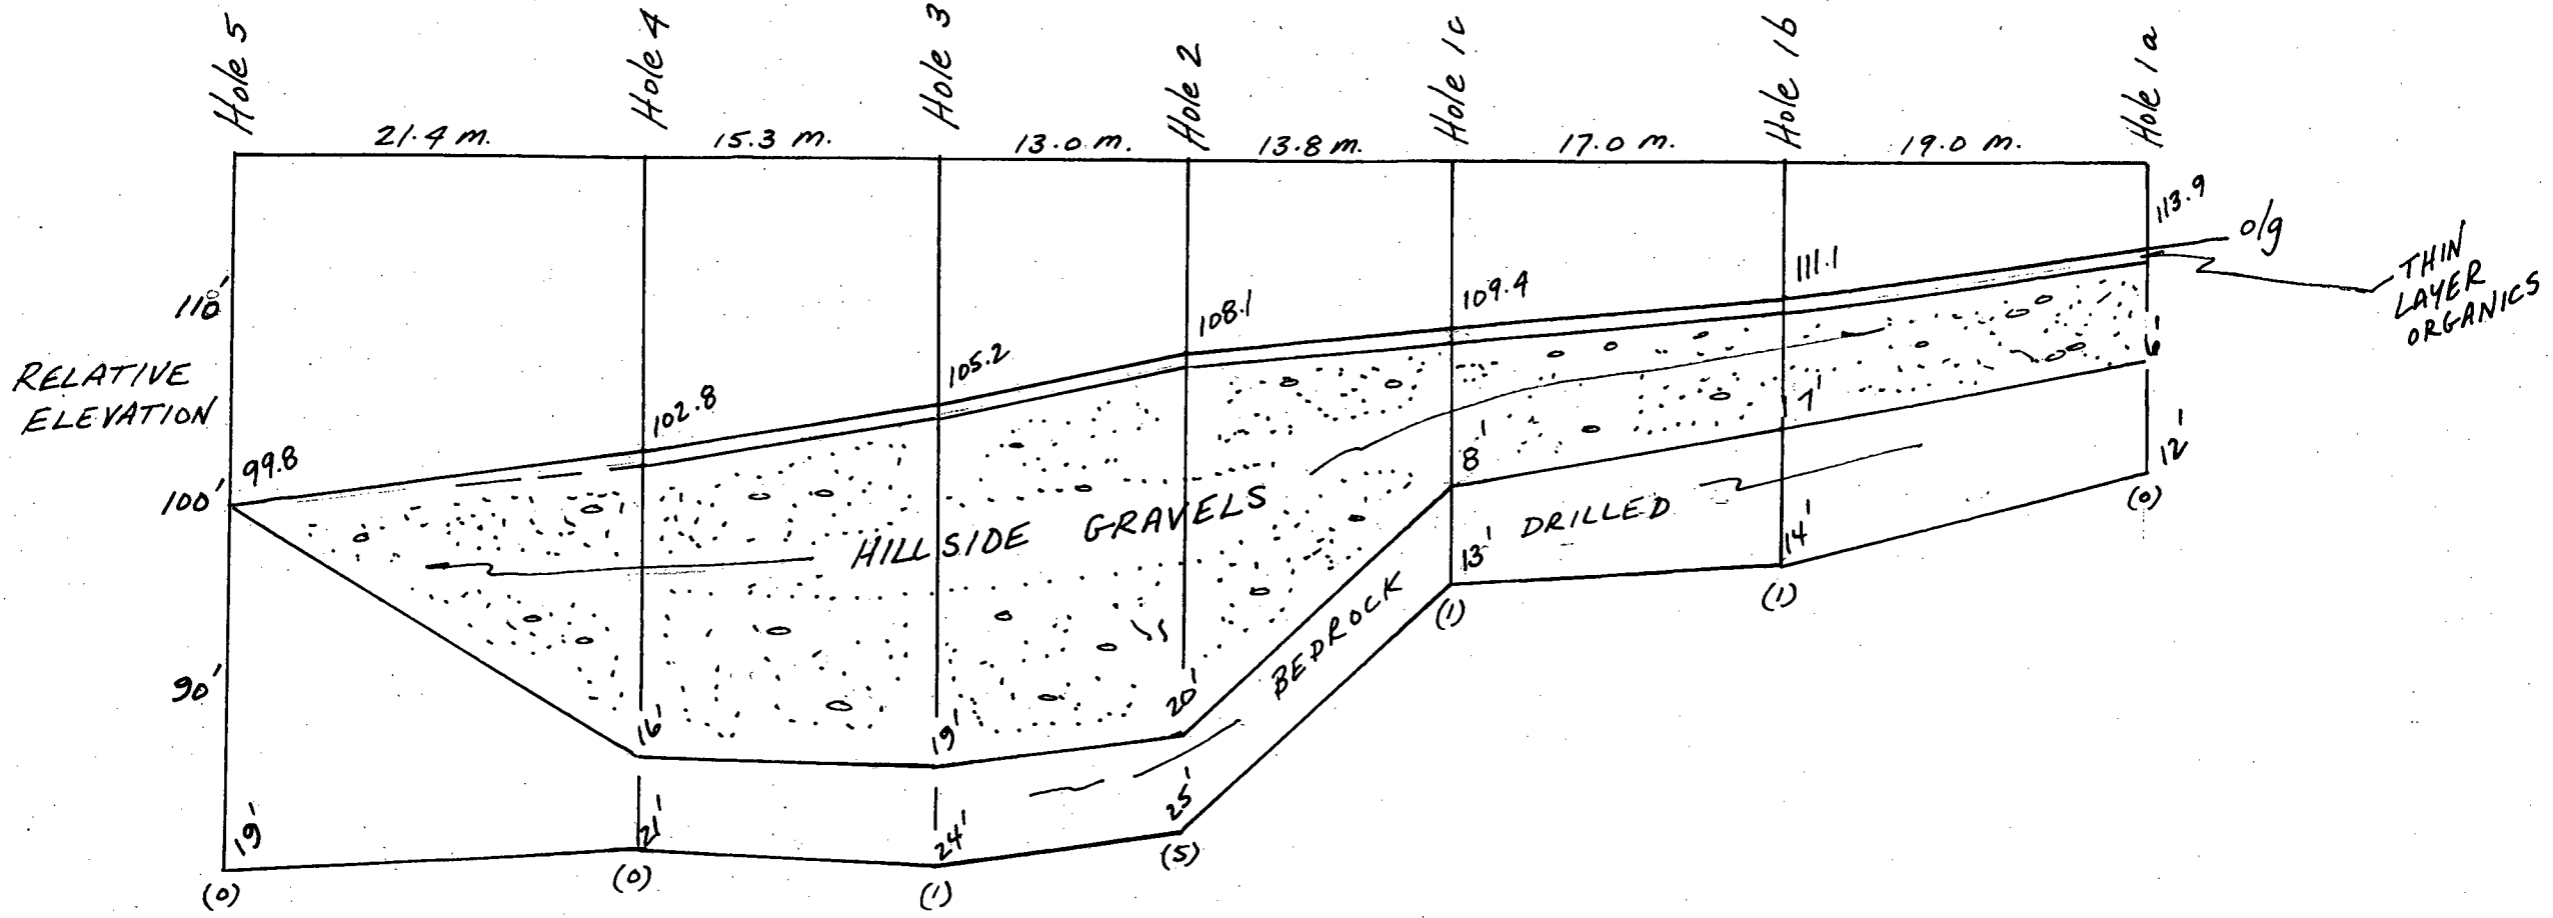 Hole 5
Hole 4
Hole 3
Hole 2
Hole 1c
Hole 1b
Hole 1a
21.4 m.
15.3 m.
13.0 m.
13.8 m.
17.0 m.
19.0 m.
113.9
o/g
THIN
LAYER
ORGANICS
111.1
109.4
108.1
105.2
102.8
99.8
110'
RELATIVE
ELEVATION
100'
90'
6'
7'
8'
12'
(0)
HILLSIDE GRAVELS
DRILLED
BEDROCK
13'
14'
(1)
(1)
16'
19'
20'
19'
21'
24'
25'
(0)
(0)
(1)
(5)